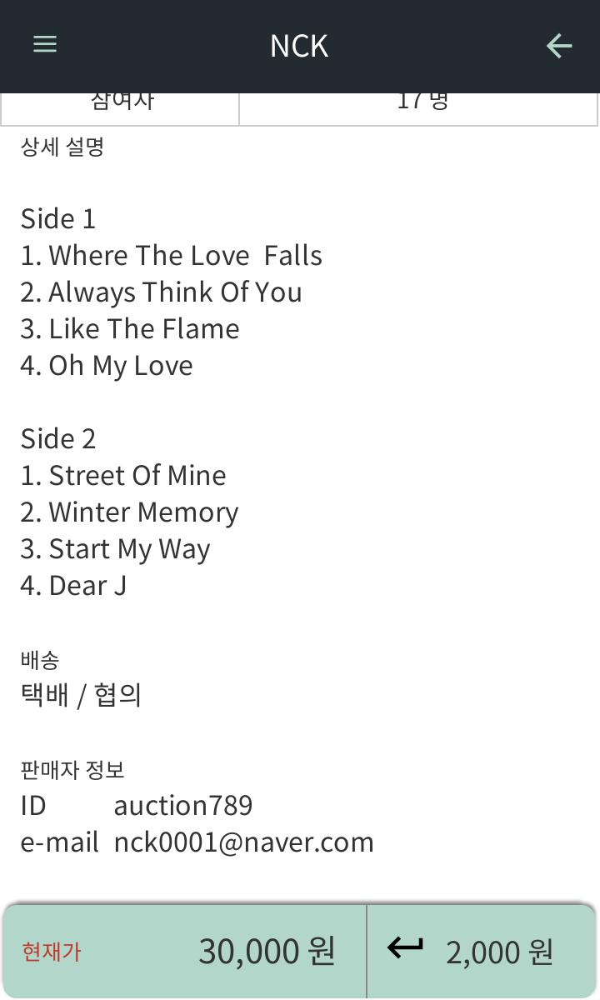 NCK
참여자 17 명
상세 설명
Side 1
1. Where The Love  Falls
2. Always Think Of You
3. Like The Flame
4. Oh My Love
Side 2
1. Street Of Mine
2. Winter Memory
3. Start My Way
4. Dear J
배송
택배 / 협의
판매자 정보
ID auction789
e-mail nck0001@naver.com
현재가 30,000 원 2,000 원